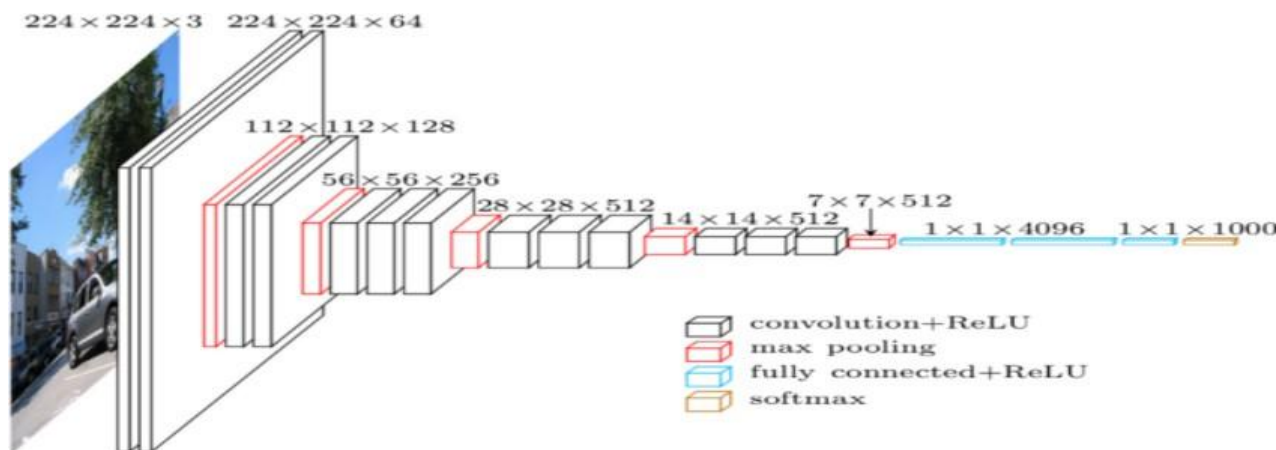 224 × 224 × 3
224 × 224 × 64
112 × 112 × 128
56 × 56 × 256
28 × 28 × 512
14 × 14 × 512
7 × 7 × 512
1 × 1 × 4096
1 × 1 × 1000
convolution+ReLU
max pooling
fully connected+ReLU
softmax